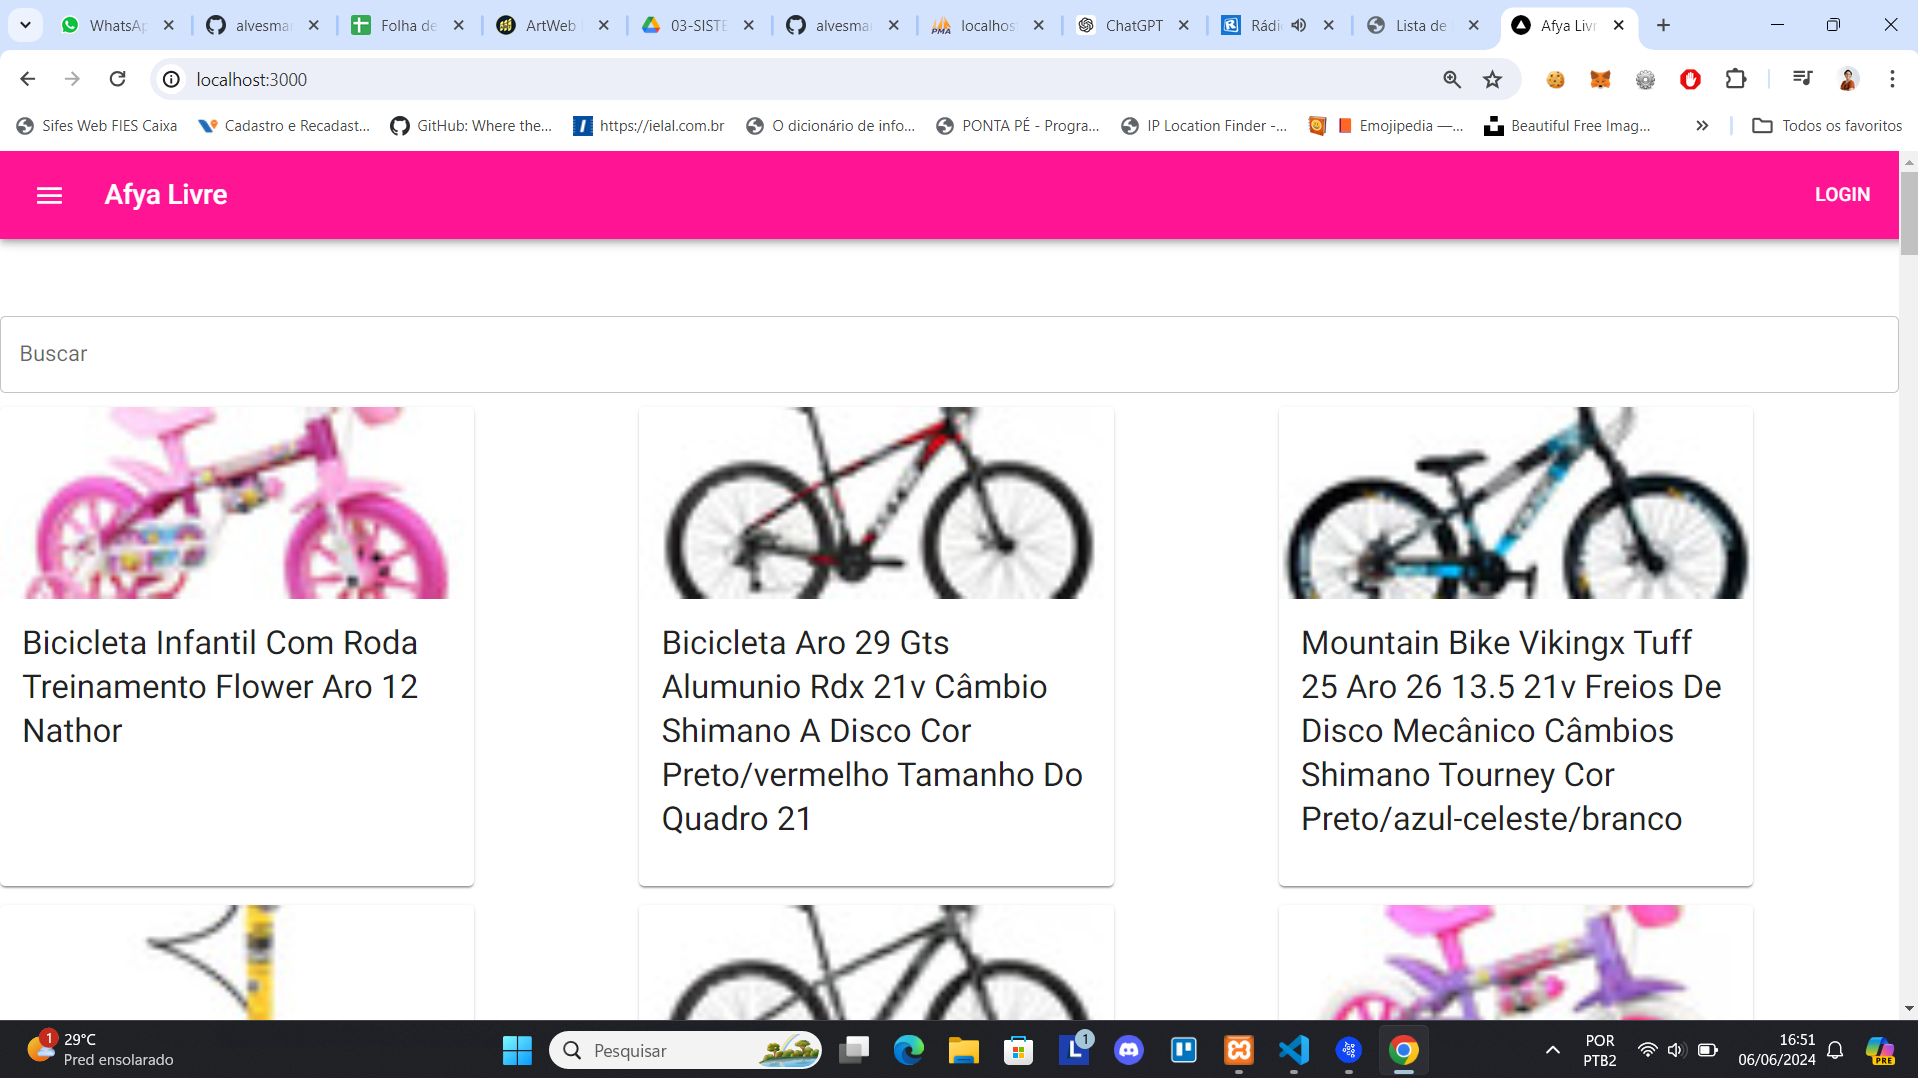 WhatsAp
alvesmar
Folha de
ArtWeb
03-SISTE
alvesmar
localhos
ChatGPT
Rádi
Lista de
Afya Livr
localhost:3000
Sifes Web FIES Caixa
Cadastro e Recadast...
GitHub: Where the...
https://ielal.com.br
O dicionário de info...
PONTA PÉ - Progra...
IP Location Finder -...
Emojipedia —...
Beautiful Free Imag...
Todos os favoritos
Afya Livre
LOGIN
Buscar
Bicicleta Infantil Com Roda
Treinamento Flower Aro 12
Nathor
Bicicleta Aro 29 Gts
Alumunio Rdx 21v Câmbio
Shimano A Disco Cor
Preto/vermelho Tamanho Do
Quadro 21
Mountain Bike Vikingx Tuff
25 Aro 26 13.5 21v Freios De
Disco Mecânico Câmbios
Shimano Tourney Cor
Preto/azul-celeste/branco
1
29°C
Pred ensolarado
Pesquisar
L
1
POR
PTB2
16:51
06/06/2024
PRE